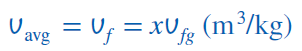 υavg = υf = xυfg (m³/kg)